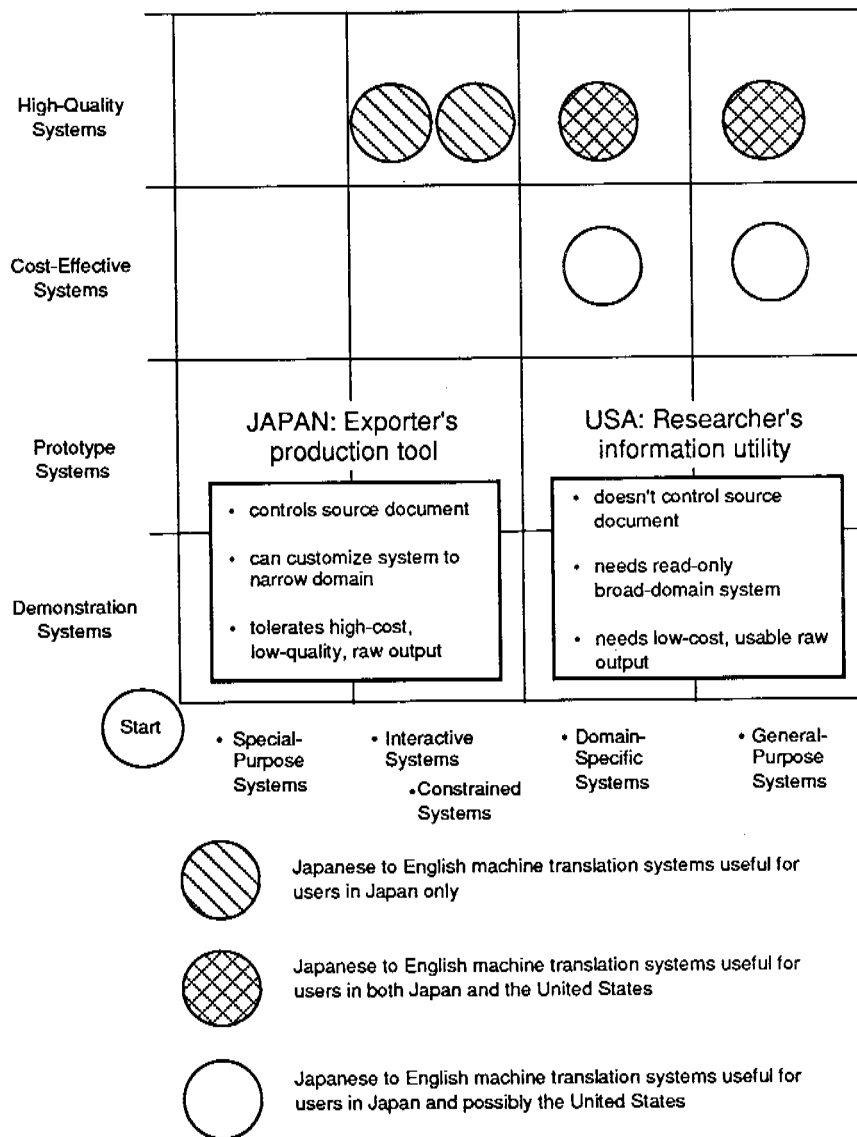 High-Quality
Systems
Cost-Effective
Systems
JAPAN: Exporter's
production tool
USA: Researcher's
information utility
Prototype
Systems
• controls source document
• can customize system to
narrow domain
• tolerates high-cost,
low-quality, raw output
• doesn't control source
document
• needs read-only
broad-domain system
• needs low-cost, usable raw
output
Demonstration
Systems
Start
• Special-
Purpose
Systems
• Interactive
Systems
• Constrained
Systems
• Domain-
Specific
Systems
• General-
Purpose
Systems
Japanese to English machine translation systems useful for
users in Japan only
Japanese to English machine translation systems useful for
users in both Japan and the United States
Japanese to English machine translation systems useful for
users in Japan and possibly the United States